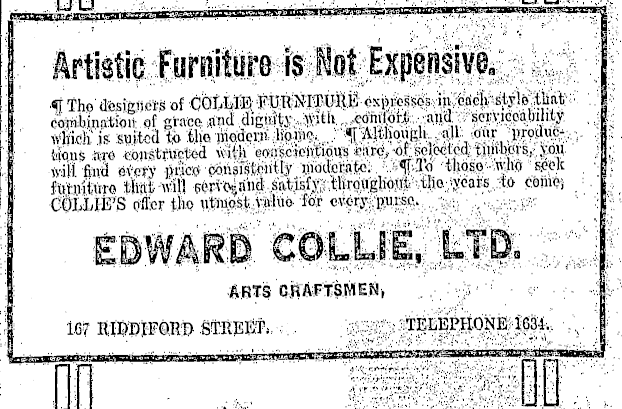 Artistic Furniture is Not Expensive.
¶ The designers of COLLIE FURNITURE expresses in each style that
combination of grace and dignity with comfort and serviceability
which is suited to the modern home. ¶ Although all our produc-
tions are constructed with conscientious care, of selected timbers, you
will find every price consistently moderate. ¶ To those who seek
furniture that will serve and satisfy throughout the years to come,
COLLIE'S offer the utmost value for every purse.
EDWARD COLLIE, LTD.
ARTS CRAFTSMEN,
167 RIDDIFORD STREET.
TELEPHONE 1634.